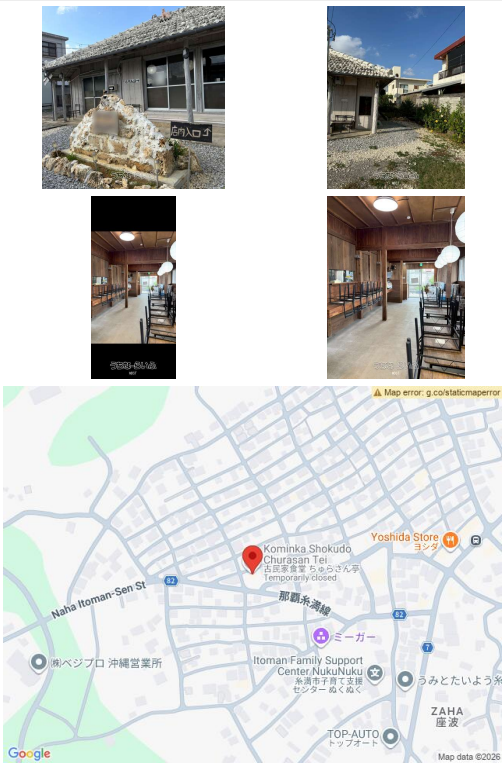 店内入口
うちなーらいふ
⚠ Map error: g.co/staticmaperror
Yoshida Store
ヨシダ
Kominka Shokudo
Churasan Tei
古民家食堂 ちゅらさん亭
Temporarily closed
82
Naha Itoman-Sen St
那覇糸満線
82
7
ミーガー
㈱ベジプロ 沖縄営業所
Itoman Family Support
Center NukuNuku
糸満市子育て支援
センター ぬくぬく
うみとたいよう糸
ZAHA
座波
TOP-AUTO
トップオート
Google
Map data ©2026